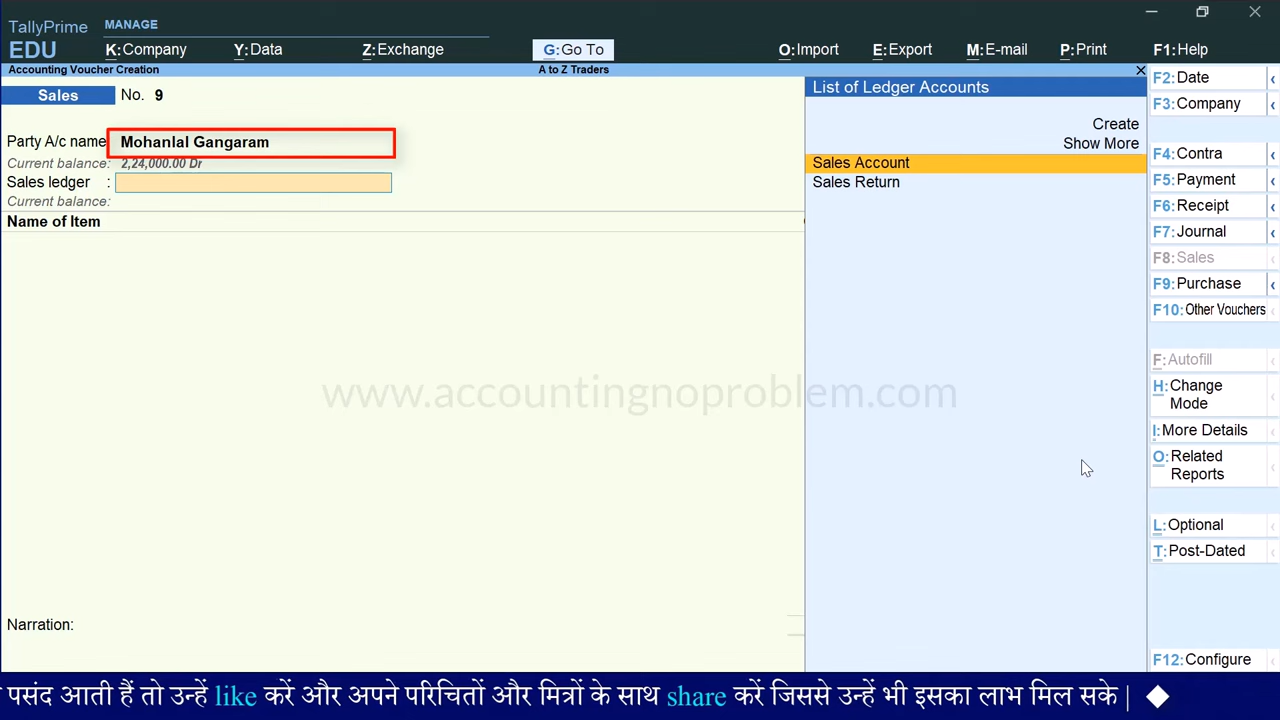 TallyPrime
MANAGE
EDU
K:Company
Y:Data
Z:Exchange
G:Go To
O:Import
E:Export
M:E-mail
P:Print
F1:Help
Accounting Voucher Creation
A to Z Traders
Sales No. 9
Party A/c name Mohanlal Gangaram
Current balance: 2,24,000.00 Dr
Sales ledger :
Current balance:
Name of Item
Narration:
List of Ledger Accounts
Create
Show More
Sales Account
Sales Return
F2:Date
F3:Company
F4:Contra
F5:Payment
F6:Receipt
F7:Journal
F8:Sales
F9:Purchase
F10:Other Vouchers
F:Autofill
H:Change
Mode
I:More Details
O:Related
Reports
L:Optional
T:Post-Dated
F12:Configure
www.accountingnoproblem.com
पसंद आती हैं तो उन्हें like करें और अपने परिचितों और मित्रों के साथ share करें जिससे उन्हें भी इसका लाभ मिल सके |